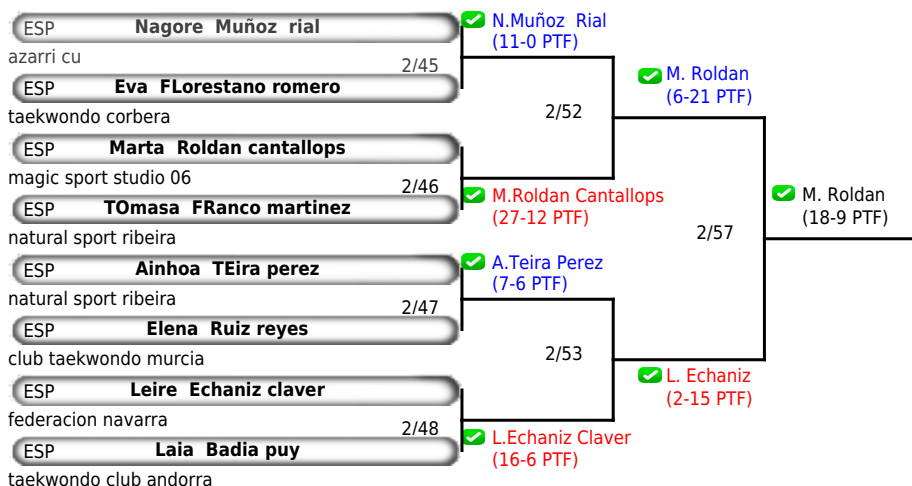 ESP Nagore Muñoz rial
azarri cu
2/45
ESP Eva FLorestano romero
taekwondo corbera
ESP Marta Roldan cantallops
magic sport studio 06
2/46
ESP TOmasa FRanco martinez
natural sport ribeira
ESP Ainhoa TEira perez
natural sport ribeira
2/47
ESP Elena Ruiz reyes
club taekwondo murcia
ESP Leire Echaniz claver
federacion navarra
2/48
ESP Laia Badia puy
taekwondo club andorra
N.Muñoz Rial
(11-0 PTF)
2/52
M.Roldan Cantallops
(27-12 PTF)
A.Teira Perez
(7-6 PTF)
2/53
L.Echaniz Claver
(16-6 PTF)
M. Roldan
(6-21 PTF)
2/57
L. Echaniz
(2-15 PTF)
M. Roldan
(18-9 PTF)